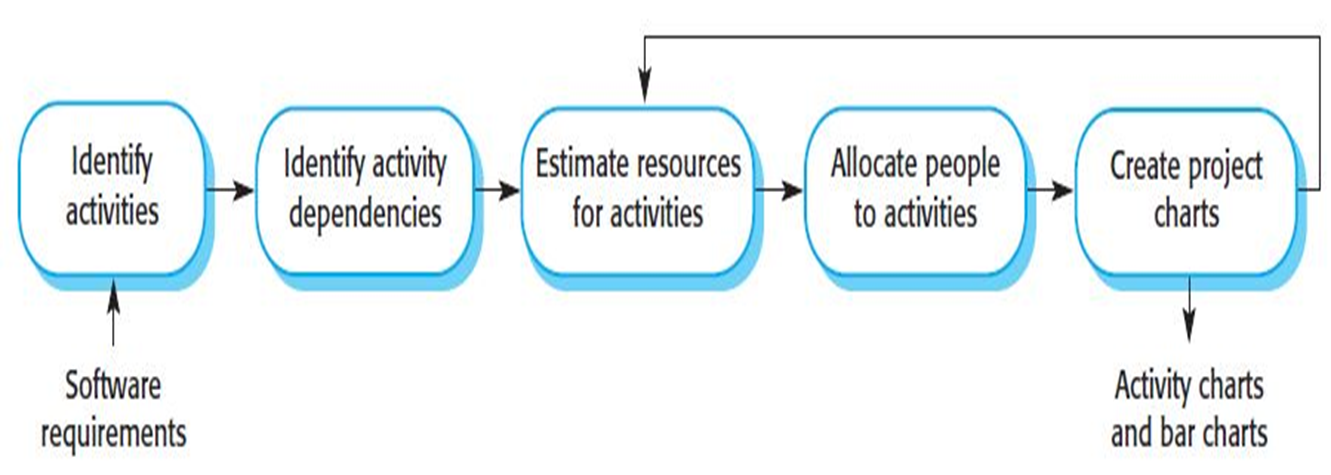 Identify
activities
Identify activity
dependencies
Estimate resources
for activities
Allocate people
to activities
Create project
charts
Software
requirements
Activity charts
and bar charts